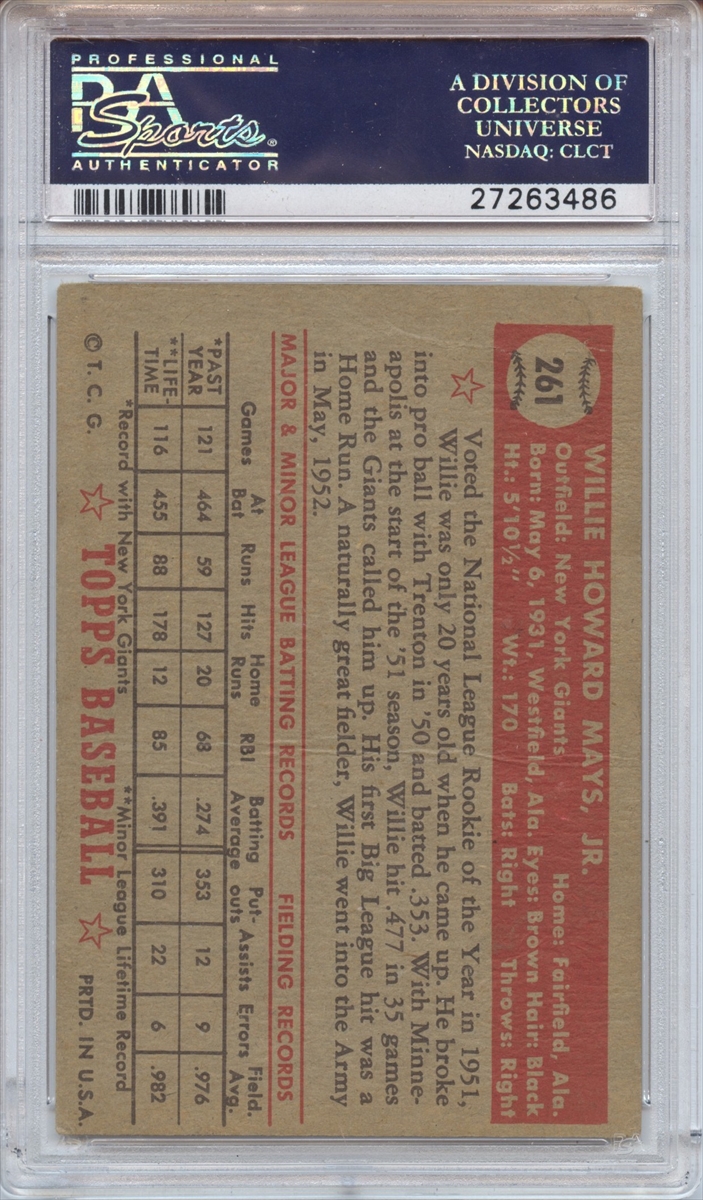 PROFESSIONAL
PSA
Sports®
AUTHENTICATOR
A DIVISION OF
COLLECTORS
UNIVERSE
NASDAQ: CLCT
27263486
261
WILLIE HOWARD MAYS, JR.
Outfield: New York Giants Home: Fairfield, Ala.
Born: May 6, 1931, Westfield, Ala Eyes: Brown Hair: Black
Ht.: 5'10½" Wt.: 170 Bats: Right Throws: Right
Voted the National League Rookie of the Year in 1951,
Willie was only 20 years old when he came up. He broke
into pro ball with Trenton in '50 and batted .353. With Minne-
apolis at the start of the '51 season, Willie hit .477 in 35 games
and the Giants called him up. His first Big League hit was a
Home Run. A naturally great fielder, Willie went into the Army
in May, 1952.
MAJOR & MINOR LEAGUE BATTING RECORDS FIELDING RECORDS
Games At Bat Runs Hits Home Runs RBI Batting Average Put-outs Assists Errors Field. Avg.
*PAST YEAR 121 464 59 127 20 68 .274 353 12 9 .976
**LIFE-TIME 116 455 88 178 12 85 .391 310 22 6 .982
*Record with New York Giants **Minor League Lifetime Record
© T. C. G. TOPPS BASEBALL PRTD. IN U.S.A.